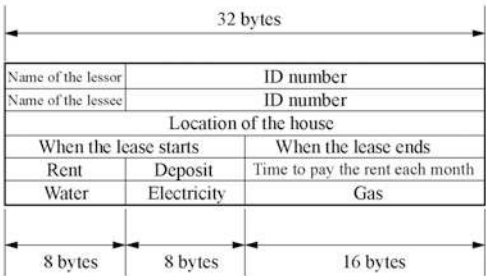 32 bytes
Name of the lessor ID number
Name of the lessee ID number
Location of the house
When the lease starts When the lease ends
Rent Deposit Time to pay the rent each month
Water Electricity Gas
8 bytes 8 bytes 16 bytes